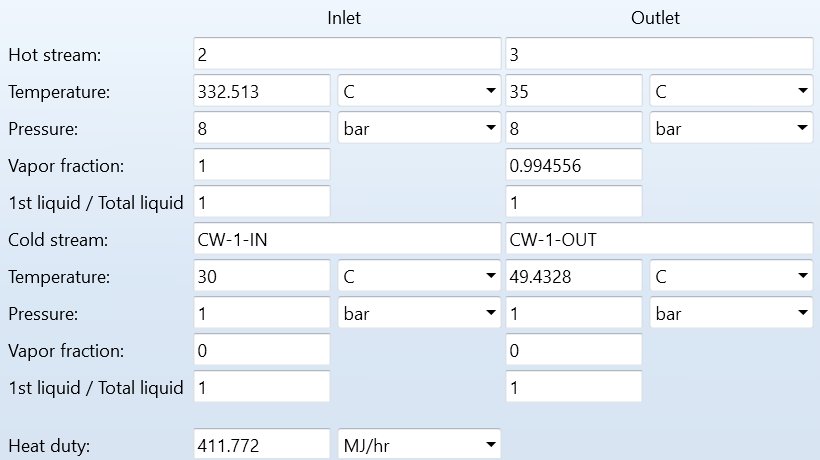 Inlet Outlet
Hot stream: 2 3
Temperature: 332.513 C 35 C
Pressure: 8 bar 8 bar
Vapor fraction: 1 0.994556
1st liquid / Total liquid 1 1
Cold stream: CW-1-IN CW-1-OUT
Temperature: 30 C 49.4328 C
Pressure: 1 bar 1 bar
Vapor fraction: 0 0
1st liquid / Total liquid 1 1
Heat duty: 411.772 MJ/hr